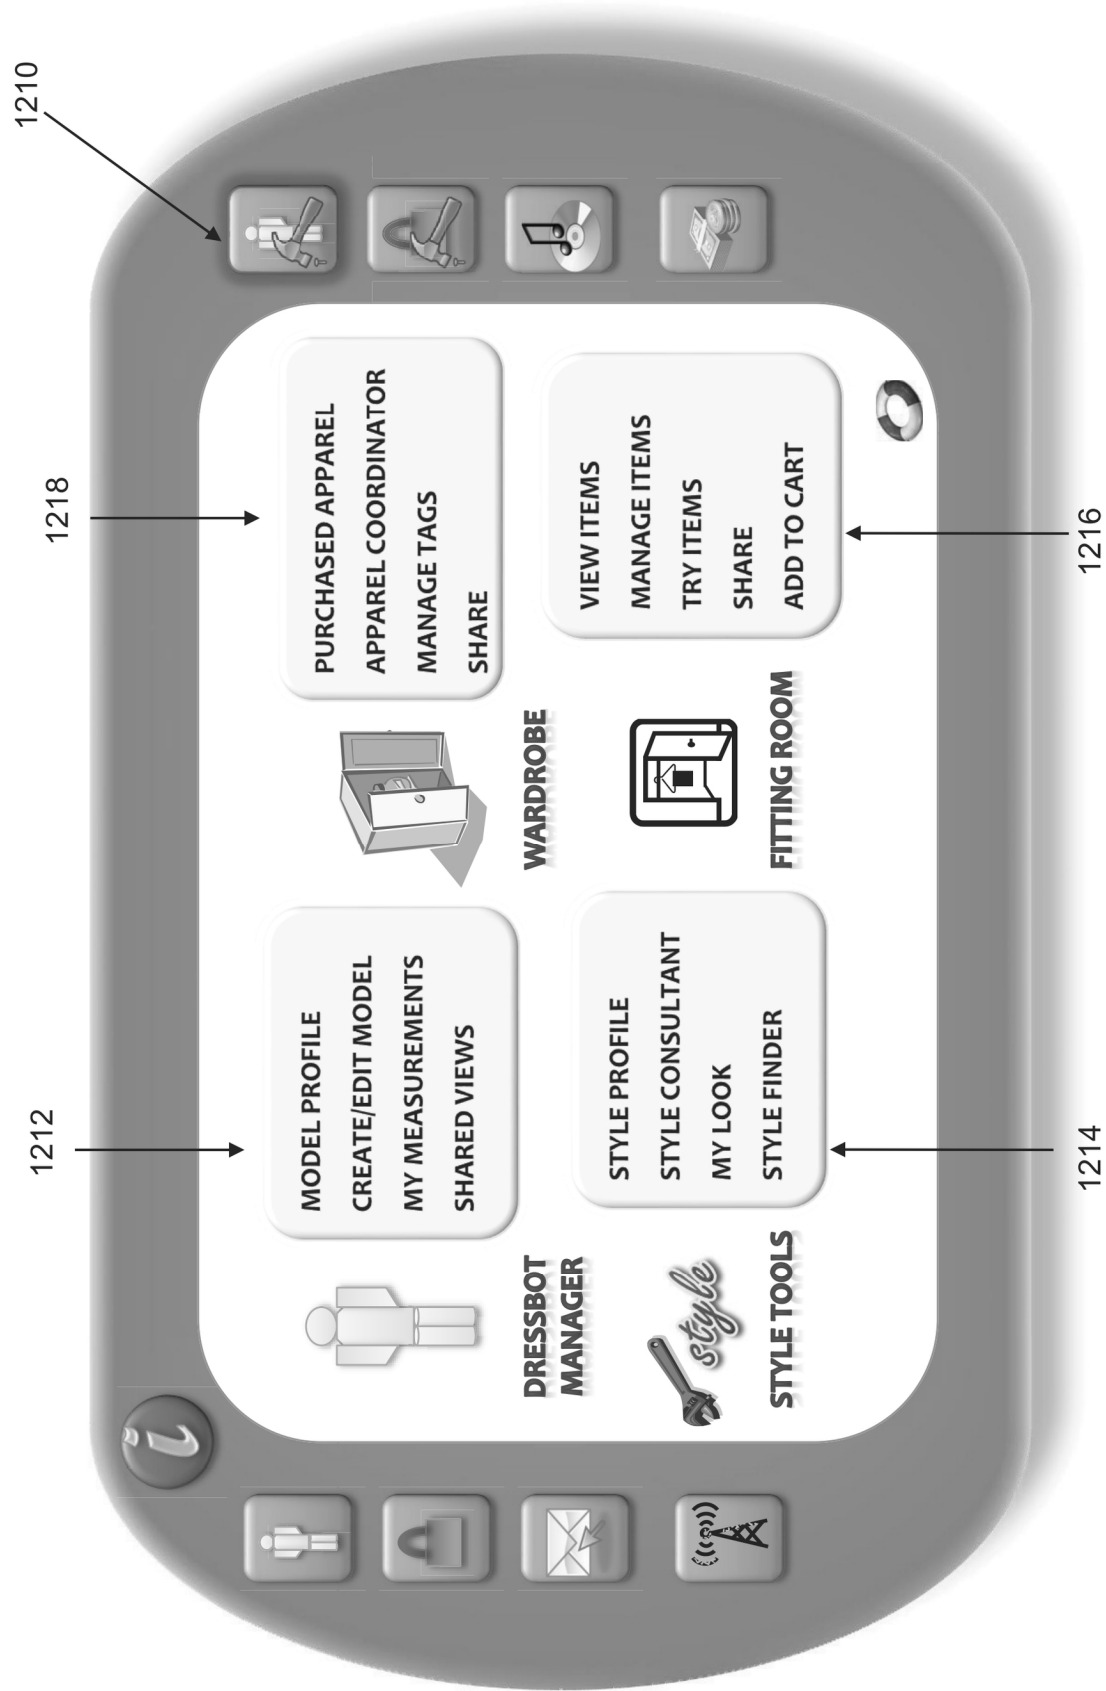 1212
1218
1210
i
MODEL PROFILE
CREATE/EDIT MODEL
MY MEASUREMENTS
SHARED VIEWS
DRESSBOT
MANAGER
PURCHASED APPAREL
APPAREL COORDINATOR
MANAGE TAGS
SHARE
WARDROBE
STYLE PROFILE
STYLE CONSULTANT
MY LOOK
STYLE FINDER
style
STYLE TOOLS
VIEW ITEMS
MANAGE ITEMS
TRY ITEMS
SHARE
ADD TO CART
FITTING ROOM
1214
1216